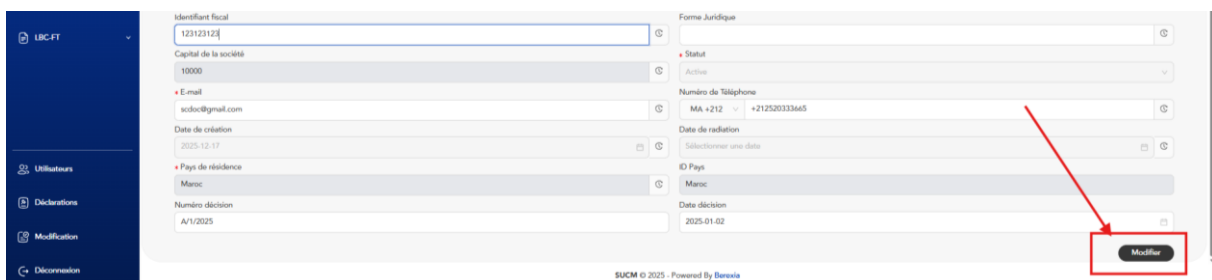 LBC-FT
Utilisateurs
Déclarations
Modification
Déconnexion
Identifiant fiscal
123123123
Forme Juridique
Capital de la société
10000
* Statut
Active
* E-mail
scdoc@gmail.com
Numéro de Téléphone
MA +212
+212520333665
Date de création
2025-12-17
Date de radiation
Sélectionner une date
* Pays de résidence
Maroc
ID Pays
Maroc
Numéro décision
A/1/2025
Date décision
2025-01-02
Modifier
SUCM © 2025 - Powered By Berexia